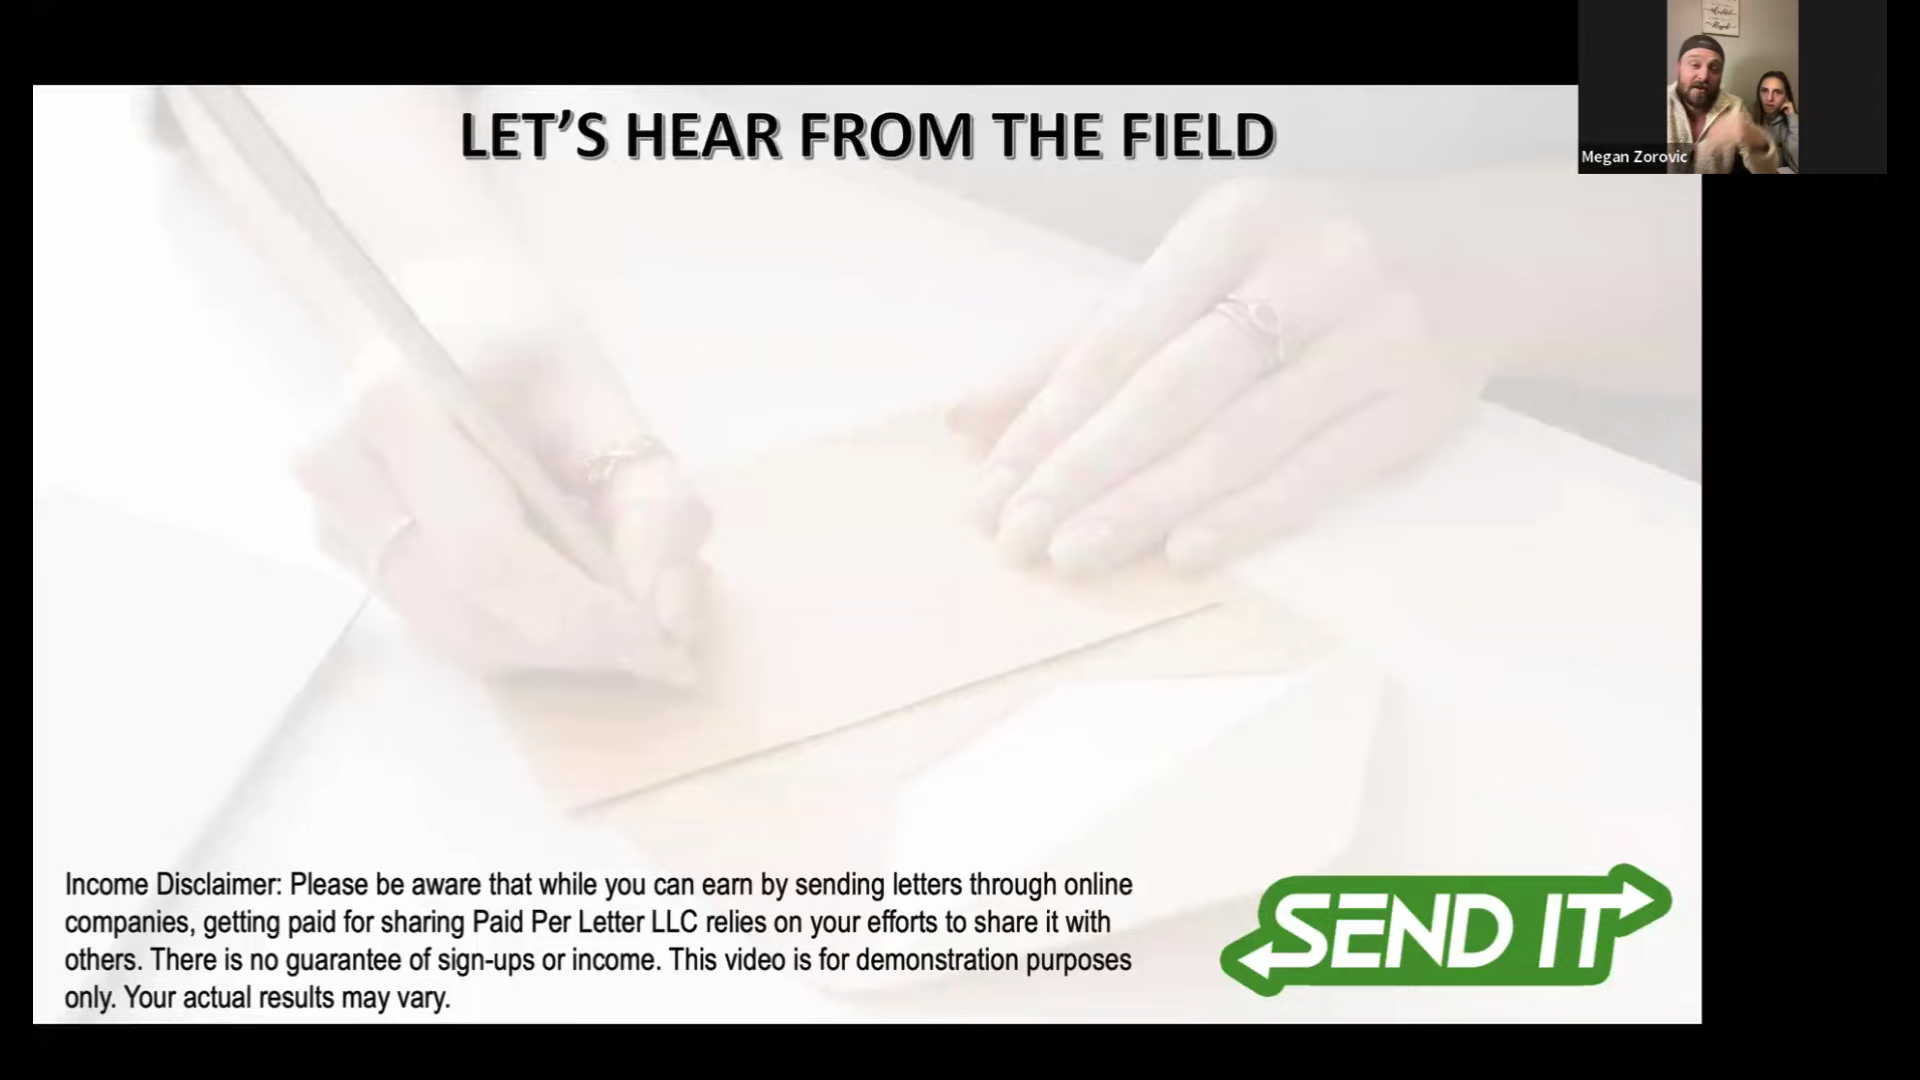 LET'S HEAR FROM THE FIELD
Megan Zorovic
Income Disclaimer: Please be aware that while you can earn by sending letters through online
companies, getting paid for sharing Paid Per Letter LLC relies on your efforts to share it with
others. There is no guarantee of sign-ups or income. This video is for demonstration purposes
only. Your actual results may vary.
SEND IT